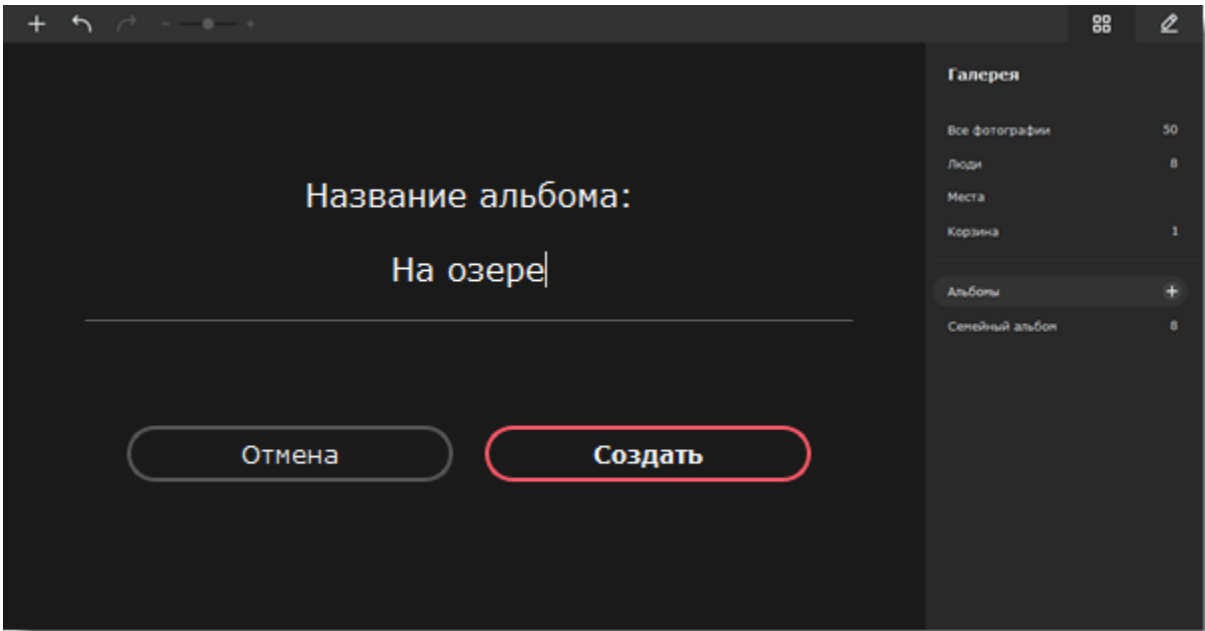 Галерея
Все фотографии 50
Люди 8
Места
Корзина 1
Альбомы +
Семейный альбом 8
Название альбома:
На озере
Отмена
Создать